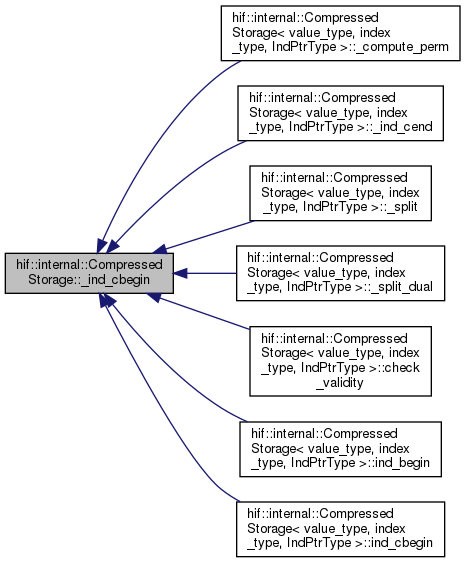 hif::internal::Compressed
Storage< value_type, index
_type, IndPtrType >::_compute_perm
hif::internal::Compressed
Storage< value_type, index
_type, IndPtrType >::_ind_cend
hif::internal::Compressed
Storage< value_type, index
_type, IndPtrType >::_split
hif::internal::Compressed
Storage::_ind_cbegin
hif::internal::Compressed
Storage< value_type, index
_type, IndPtrType >::_split_dual
hif::internal::Compressed
Storage< value_type, index
_type, IndPtrType >::check
_validity
hif::internal::Compressed
Storage< value_type, index
_type, IndPtrType >::ind_begin
hif::internal::Compressed
Storage< value_type, index
_type, IndPtrType >::ind_cbegin